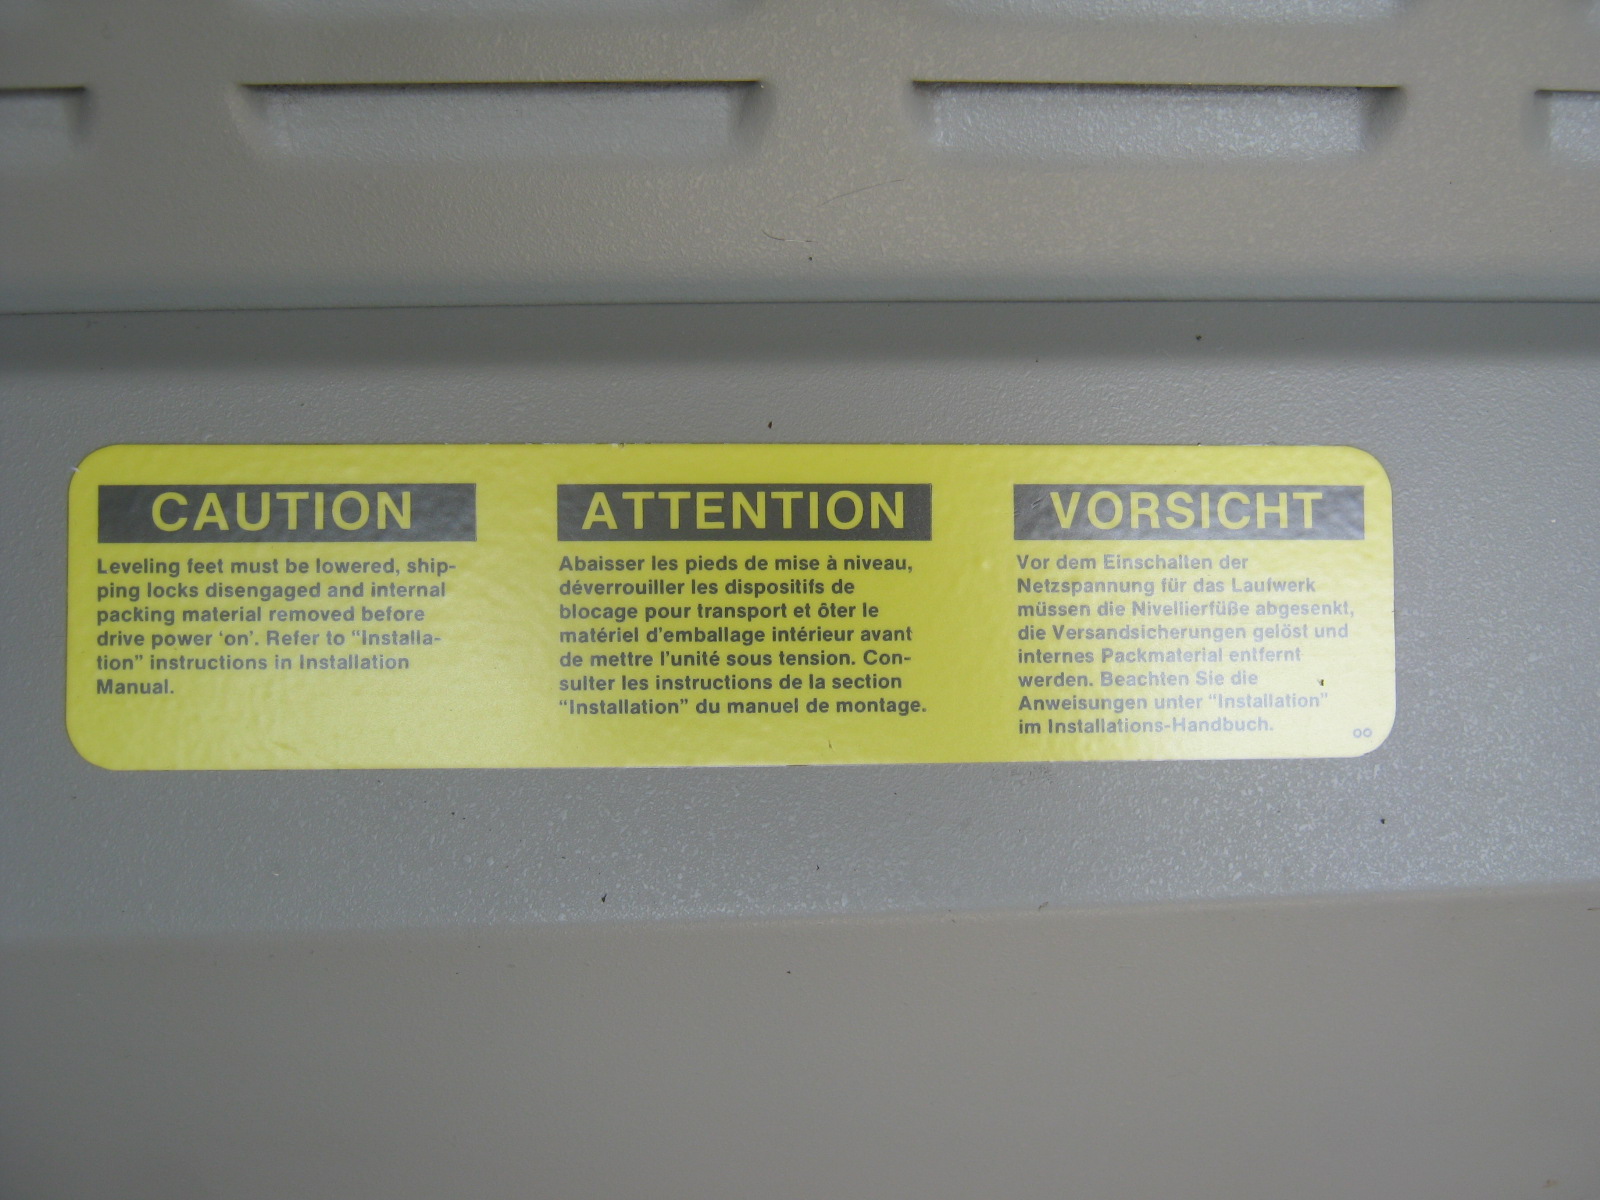 CAUTION
Leveling feet must be lowered, ship-
ping locks disengaged and internal
packing material removed before
drive power ‘on’. Refer to “Installa-
tion” instructions in Installation
Manual.
ATTENTION
Abaisser les pieds de mise à niveau,
déverrouiller les dispositifs de
blocage pour transport et ôter le
matériel d’emballage intérieur avant
de mettre l’unité sous tension. Con-
sulter les instructions de la section
“Installation” du manuel de montage.
VORSICHT
Vor dem Einschalten der
Netzspannung für das Laufwerk
müssen die Nivellierfüße abgesenkt,
die Versandsicherungen gelöst und
internes Packmaterial entfernt
werden. Beachten Sie die
Anweisungen unter “Installation”
im Installations-Handbuch.
OO